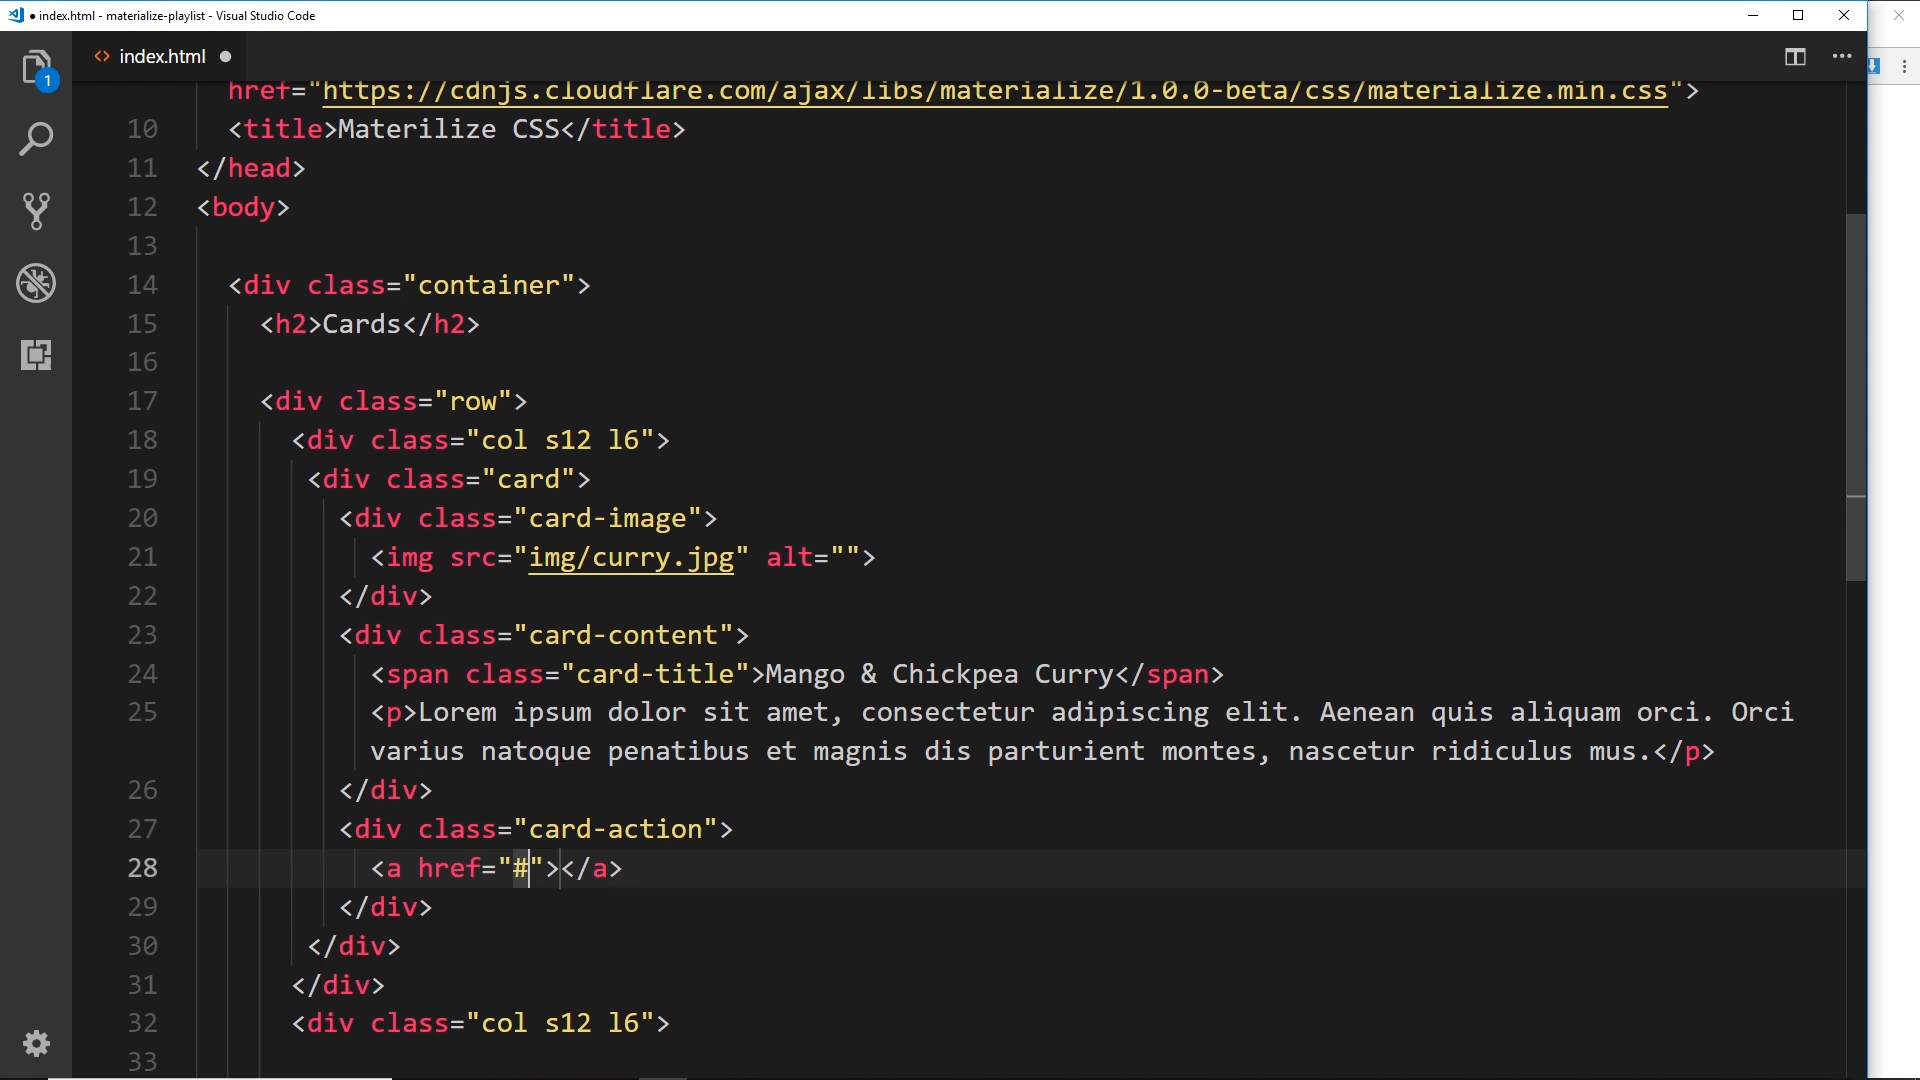 ● index.html - materialize-playlist - Visual Studio Code
<> index.html ●
1
href="https://cdnjs.cloudflare.com/ajax/libs/materialize/1.0.0-beta/css/materialize.min.css">
10 <title>Materilize CSS</title>
11 </head>
12 <body>
13
14 <div class="container">
15 <h2>Cards</h2>
16
17 <div class="row">
18 <div class="col s12 l6">
19 <div class="card">
20 <div class="card-image">
21 <img src="img/curry.jpg" alt="">
22 </div>
23 <div class="card-content">
24 <span class="card-title">Mango & Chickpea Curry</span>
25 <p>Lorem ipsum dolor sit amet, consectetur adipiscing elit. Aenean quis aliquam orci. Orci
varius natoque penatibus et magnis dis parturient montes, nascetur ridiculus mus.</p>
26 </div>
27 <div class="card-action">
28 <a href="#"></a>
29 </div>
30 </div>
31 </div>
32 <div class="col s12 l6">
33